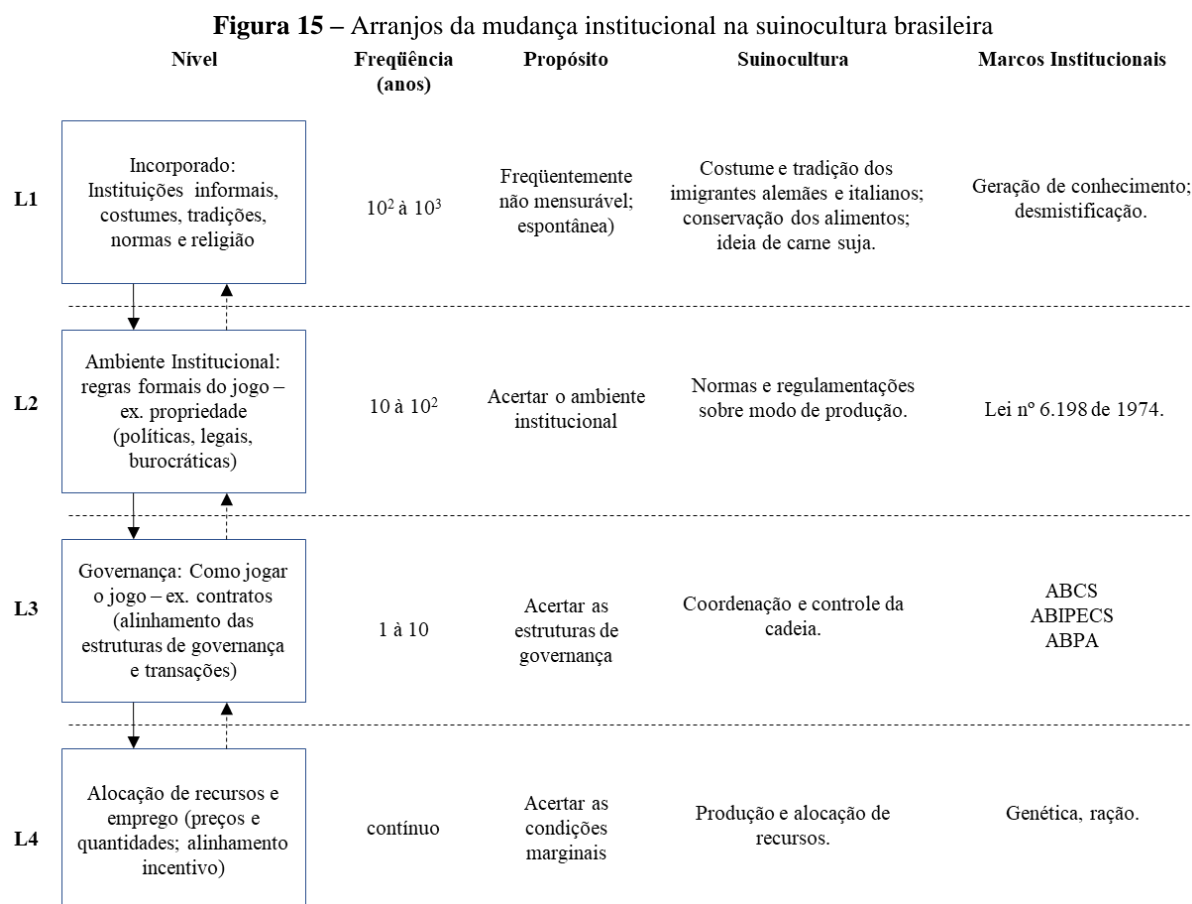 Figura 15 – Arranjos da mudança institucional na suinocultura brasileira
Nível
Freqüência
(anos)
Propósito
Suinocultura
Marcos Institucionais
L1
Incorporado:
Instituições informais,
costumes, tradições,
normas e religião
10² à 10³
Freqüentemente
não mensurável;
espontânea)
Costume e tradição dos
imigrantes alemães e italianos;
conservação dos alimentos;
ideia de carne suja.
Geração de conhecimento;
desmistificação.
L2
Ambiente Institucional:
regras formais do jogo –
ex. propriedade
(políticas, legais,
burocráticas)
10 à 10²
Acertar o ambiente
institucional
Normas e regulamentações
sobre modo de produção.
Lei nº 6.198 de 1974.
L3
Governança: Como jogar
o jogo – ex. contratos
(alinhamento das
estruturas de governança
e transações)
1 à 10
Acertar as
estruturas de
governança
Coordenação e controle da
cadeia.
ABCS
ABIPECS
ABPA
L4
Alocação de recursos e
emprego (preços e
quantidades; alinhamento
incentivo)
contínuo
Acertar as
condições
marginais
Produção e alocação de
recursos.
Genética, ração.